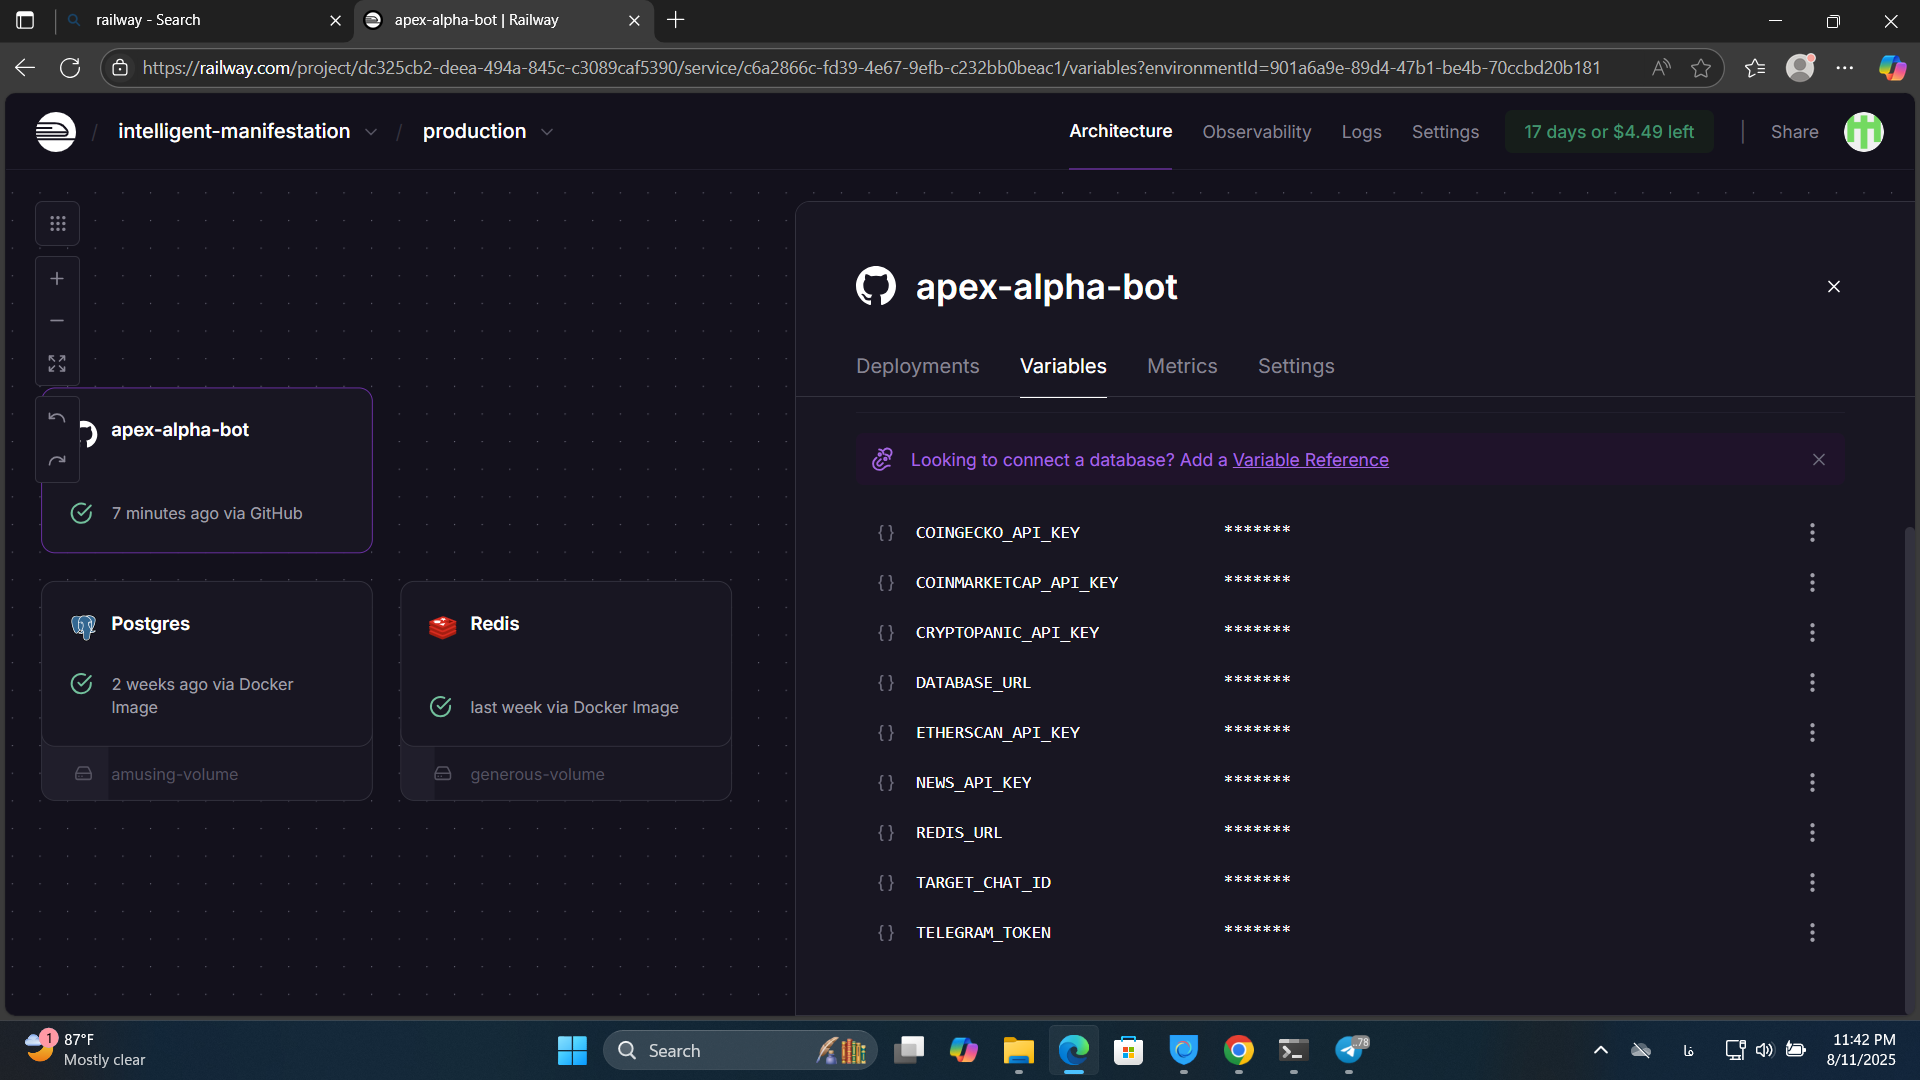 railway - Search
apex-alpha-bot | Railway
https://railway.com/project/dc325cb2-deea-494a-845c-c3089caf5390/service/c6a2866c-fd39-4e67-9efb-c232bb0beac1/variables?environmentId=901a6a9e-89d4-47b1-be4b-70ccbd20b181
/ intelligent-manifestation / production
Architecture Observability Logs Settings 17 days or $4.49 left Share
apex-alpha-bot
7 minutes ago via GitHub
Postgres
2 weeks ago via Docker
Image
amusing-volume
Redis
last week via Docker Image
generous-volume
apex-alpha-bot
Deployments Variables Metrics Settings
Looking to connect a database? Add a Variable Reference
{} COINGECKO_API_KEY *******
{} COINMARKETCAP_API_KEY *******
{} CRYPTOPANIC_API_KEY *******
{} DATABASE_URL *******
{} ETHERSCAN_API_KEY *******
{} NEWS_API_KEY *******
{} REDIS_URL *******
{} TARGET_CHAT_ID *******
{} TELEGRAM_TOKEN *******
1
87°F
Mostly clear
Search
78
فا
11:42 PM
8/11/2025